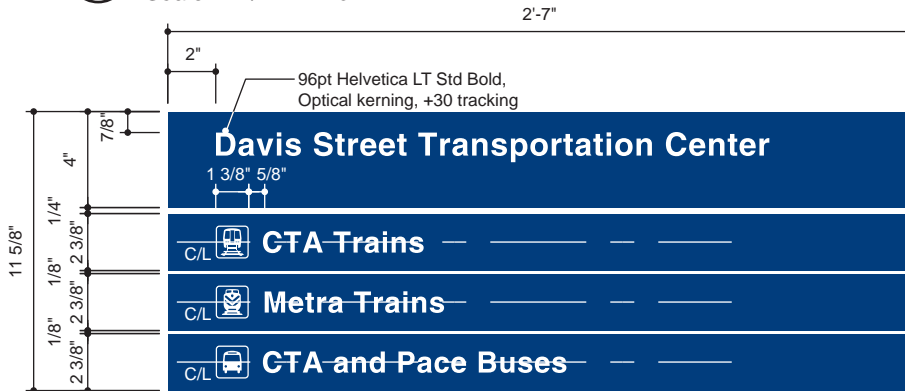 2'-7"
2"
96pt Helvetica LT Std Bold,
Optical kerning, +30 tracking
7/8"
4"
Davis Street Transportation Center
1 3/8" 5/8"
1/4"
11 5/8"
2 3/8"
C/L CTA Trains
1/8"
2 3/8"
C/L Metra Trains
1/8"
2 3/8"
C/L CTA and Pace Buses